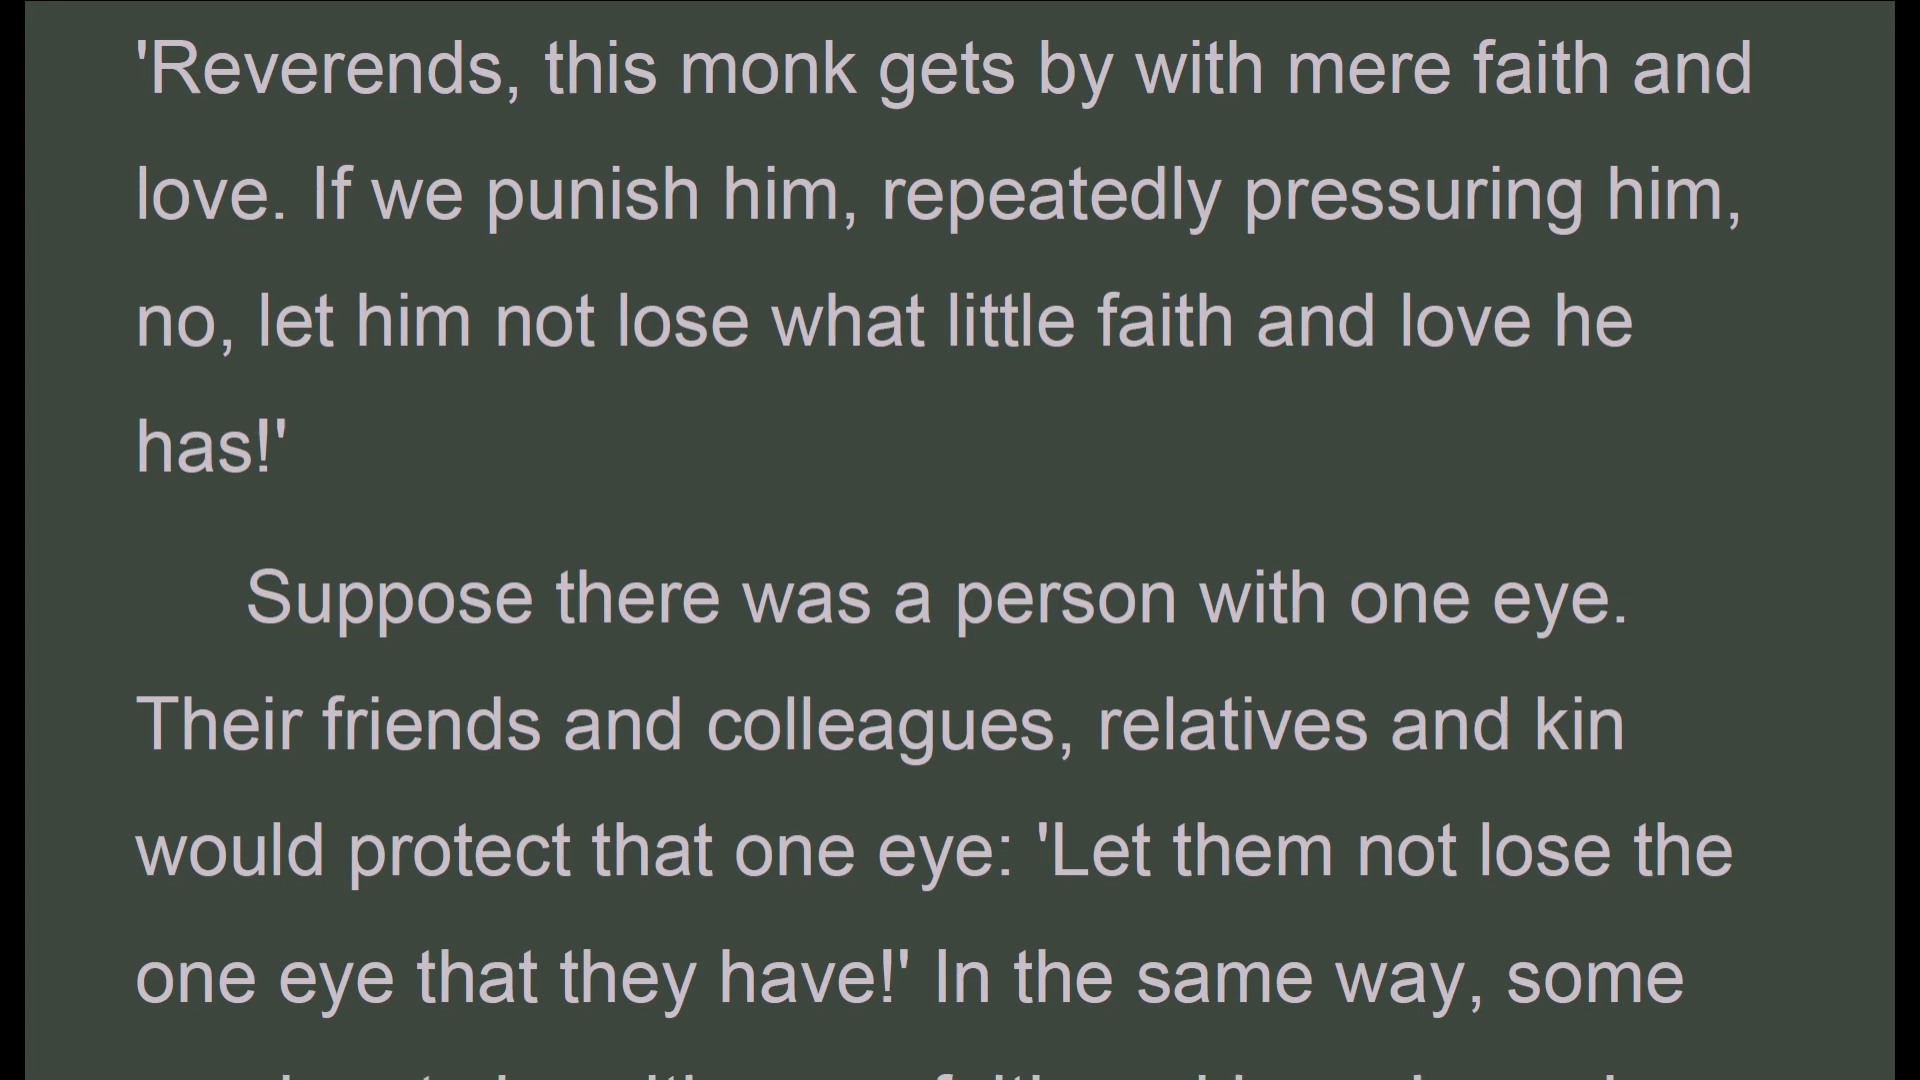 'Reverends, this monk gets by with mere faith and
love. If we punish him, repeatedly pressuring him,
no, let him not lose what little faith and love he
has!'
Suppose there was a person with one eye.
Their friends and colleagues, relatives and kin
would protect that one eye: 'Let them not lose the
one eye that they have!' In the same way, some